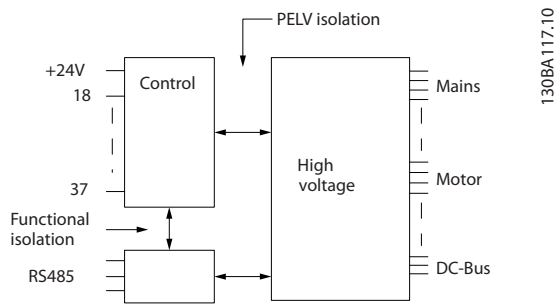 PELV isolation
130BA117.10
+24V
Control
18
Mains
High
voltage
Motor
37
Functional
isolation
RS485
DC-Bus